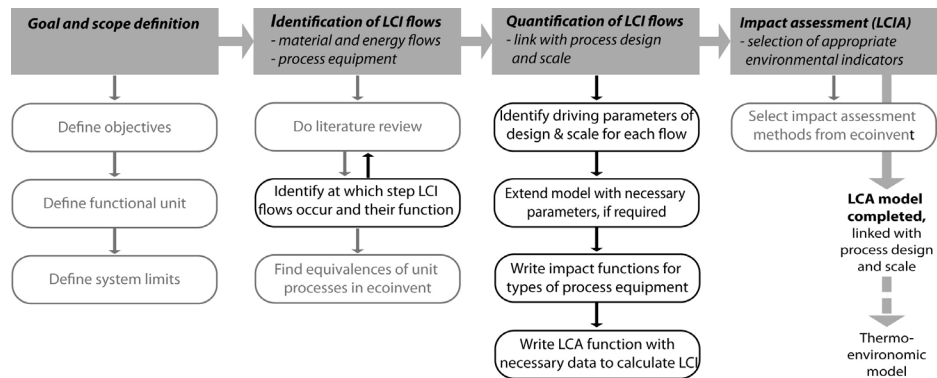 Goal and scope definition
Define objectives
Define functional unit
Define system limits
Identification of LCI flows
- material and energy flows
- process equipment
Do literature review
Identify at which step LCI
flows occur and their function
Find equivalences of unit
processes in ecoinvent
Quantification of LCI flows
- link with process design
and scale
Identify driving parameters of
design & scale for each flow
Extend model with necessary
parameters, if required
Write impact functions for
types of process equipment
Write LCA function with
necessary data to calculate LCI
Impact assessment (LCIA)
- selection of appropriate
environmental indicators
Select impact assessment
methods from ecoinvent
LCA model
completed,
linked with
process design
and scale
Thermo-
environomic
model